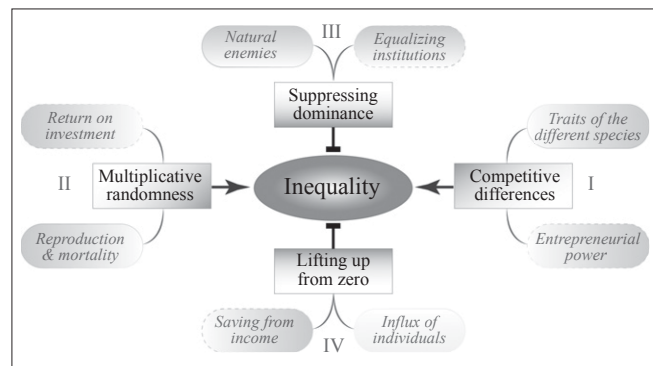 III
Natural
enemies
Equalizing
institutions
Suppressing
dominance
Return on
investment
II
Multiplicative
randomness
Reproduction
& mortality
Inequality
Traits of the
different species
Competitive
differences
I
Entrepreneurial
power
Lifting up
from zero
Saving from
income
Influx of
individuals
IV